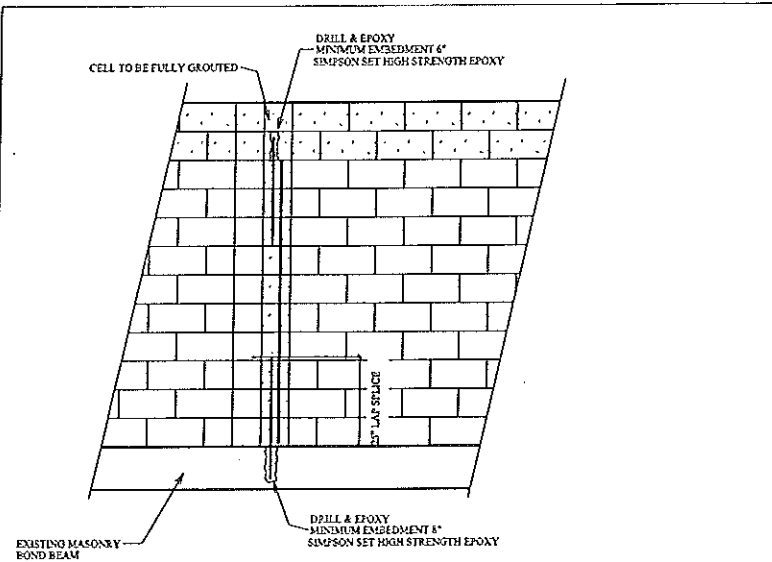 DRILL & EPOXY
MINIMUM EMBEDMENT 6"
SIMPSON SET HIGH STRENGTH EPOXY
CELL TO BE FULLY GROUTED
25" LAP SPLICE
DRILL & EPOXY
MINIMUM EMBEDMENT 8"
SIMPSON SET HIGH STRENGTH EPOXY
EXISTING MASONRY
BOND BEAM